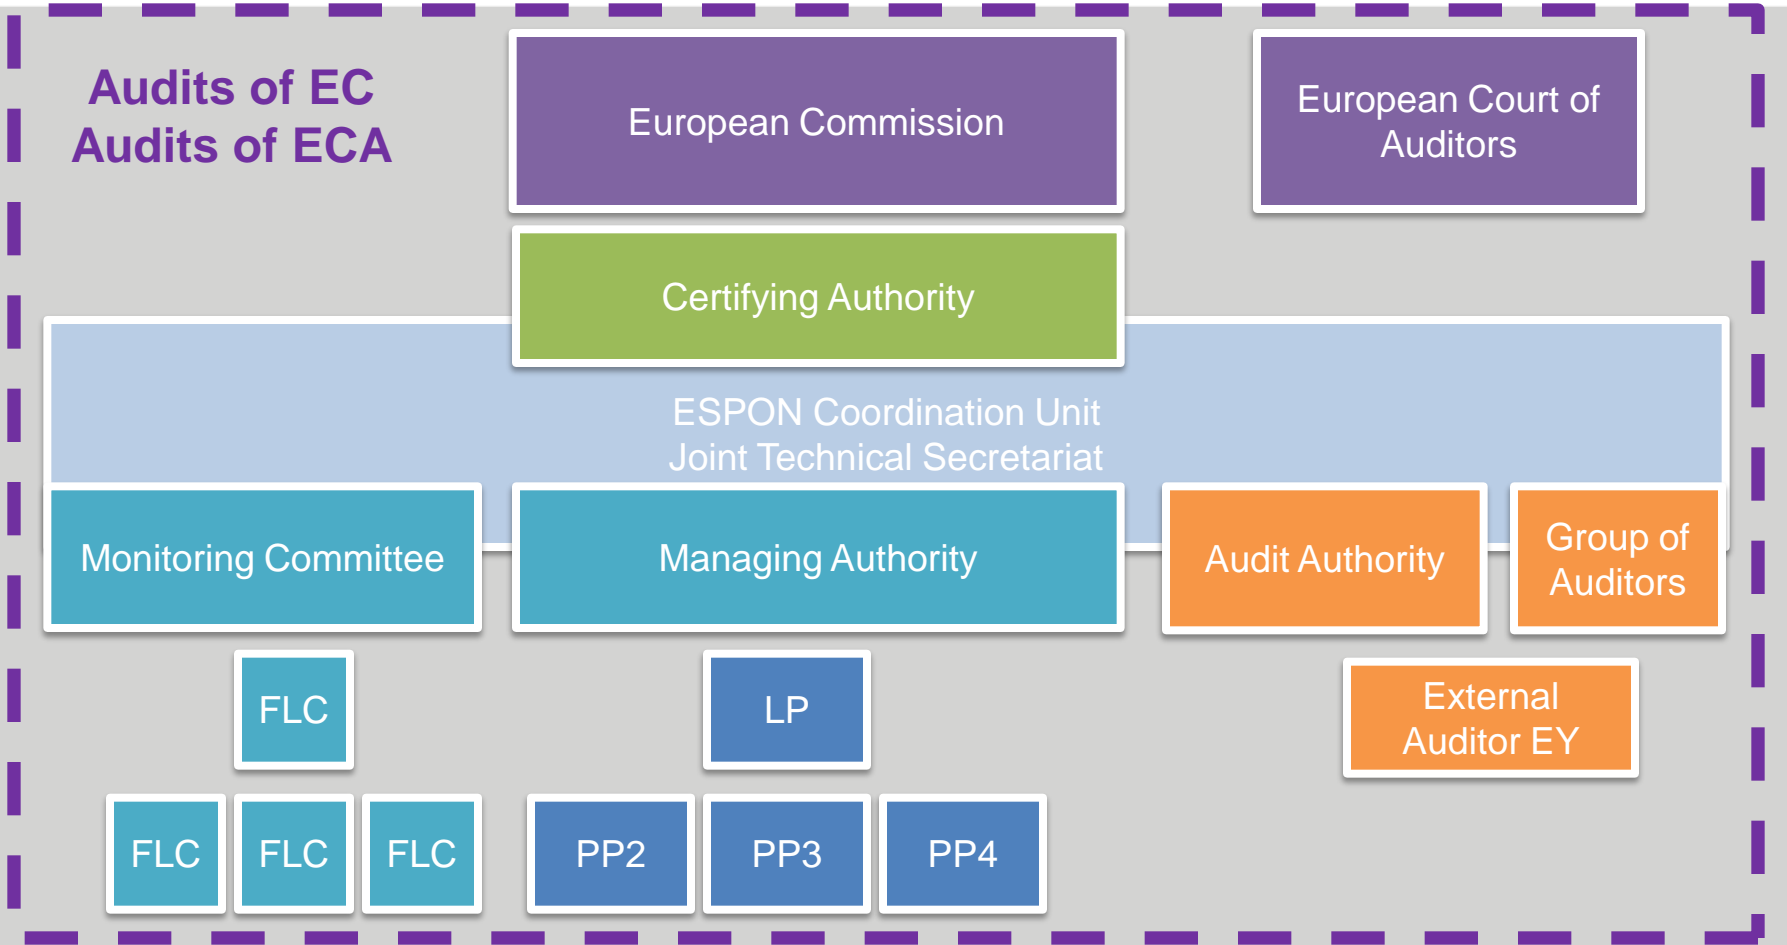 Audits of EC
Audits of ECA
European Commission
European Court of
Auditors
Certifying Authority
ESPON Coordination Unit
Joint Technical Secretariat
Monitoring Committee
Managing Authority
Audit Authority
Group of
Auditors
FLC
LP
External
Auditor EY
FLC
FLC
FLC
PP2
PP3
PP4